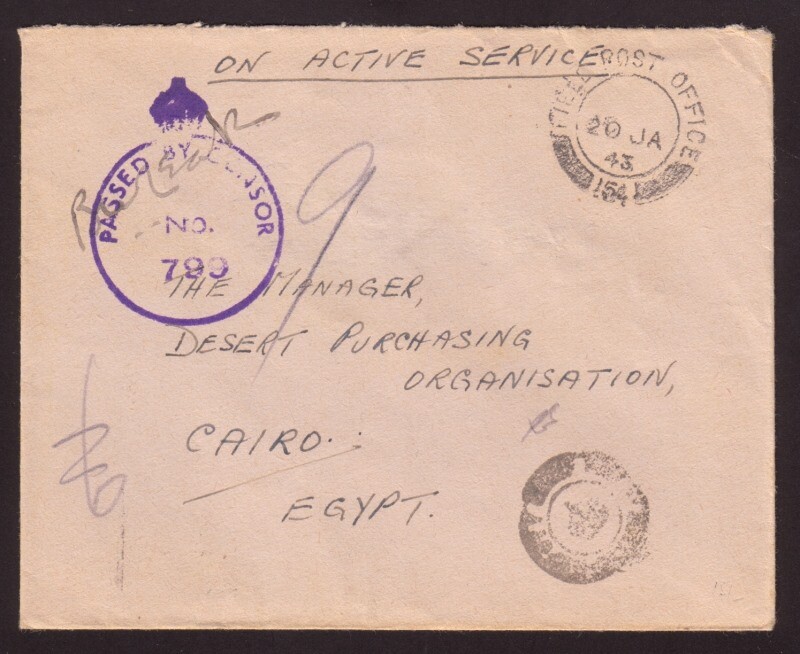 ON ACTIVE SERVICE
FIELD POST OFFICE
20 JA
43
154
PASSED BY CENSOR
No.
799
9
THE MANAGER,
DESERT PURCHASING
ORGANISATION,
CAIRO.
EGYPT.